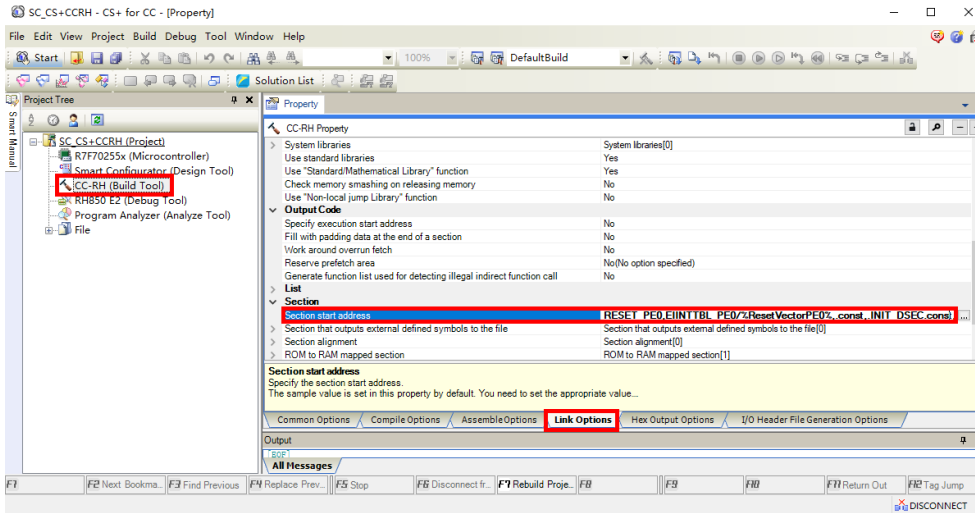 SC_CS+CCRH - CS+ for CC - [Property]
File Edit View Project Build Debug Tool Window Help
Start 100% DefaultBuild
Solution List
Project Tree
Property
Smart Manual
CC-RH Property
SC_CS+CCRH (Project)
R7F70255x (Microcontroller)
Smart Configurator (Design Tool)
CC-RH (Build Tool)
RH850 E2 (Debug Tool)
Program Analyzer (Analyze Tool)
File
System libraries System libraries[0]
Use standard libraries Yes
Use "Standard/Mathematical Library" function Yes
Check memory smashing on releasing memory No
Use "Non-local jump Library" function No
Output Code
Specify execution start address No
Fill with padding data at the end of a section No
Work around overrun fetch No
Reserve prefetch area No(No option specified)
Generate function list used for detecting illegal indirect function call No
List
Section
Section start address RESET_PE0,EIINTTBL_PE0/%ResetVectorPE0%,.const,.INIT_DSEC.const ...
Section that outputs external defined symbols to the file Section that outputs external defined symbols to the file[0]
Section alignment Section alignment[0]
ROM to RAM mapped section ROM to RAM mapped section[1]
Section start address
Specify the section start address.
The sample value is set in this property by default. You need to set the appropriate value...
Common Options Compile Options Assemble Options Link Options Hex Output Options I/O Header File Generation Options
Output
[EOF]
All Messages
F1 F2 Next Bookma... F3 Find Previous F4 Replace Prev... F5 Stop F6 Disconnect fr... F7 Rebuild Proje... F8 F9 F10 F11 Return Out F12 Tag Jump
DISCONNECT